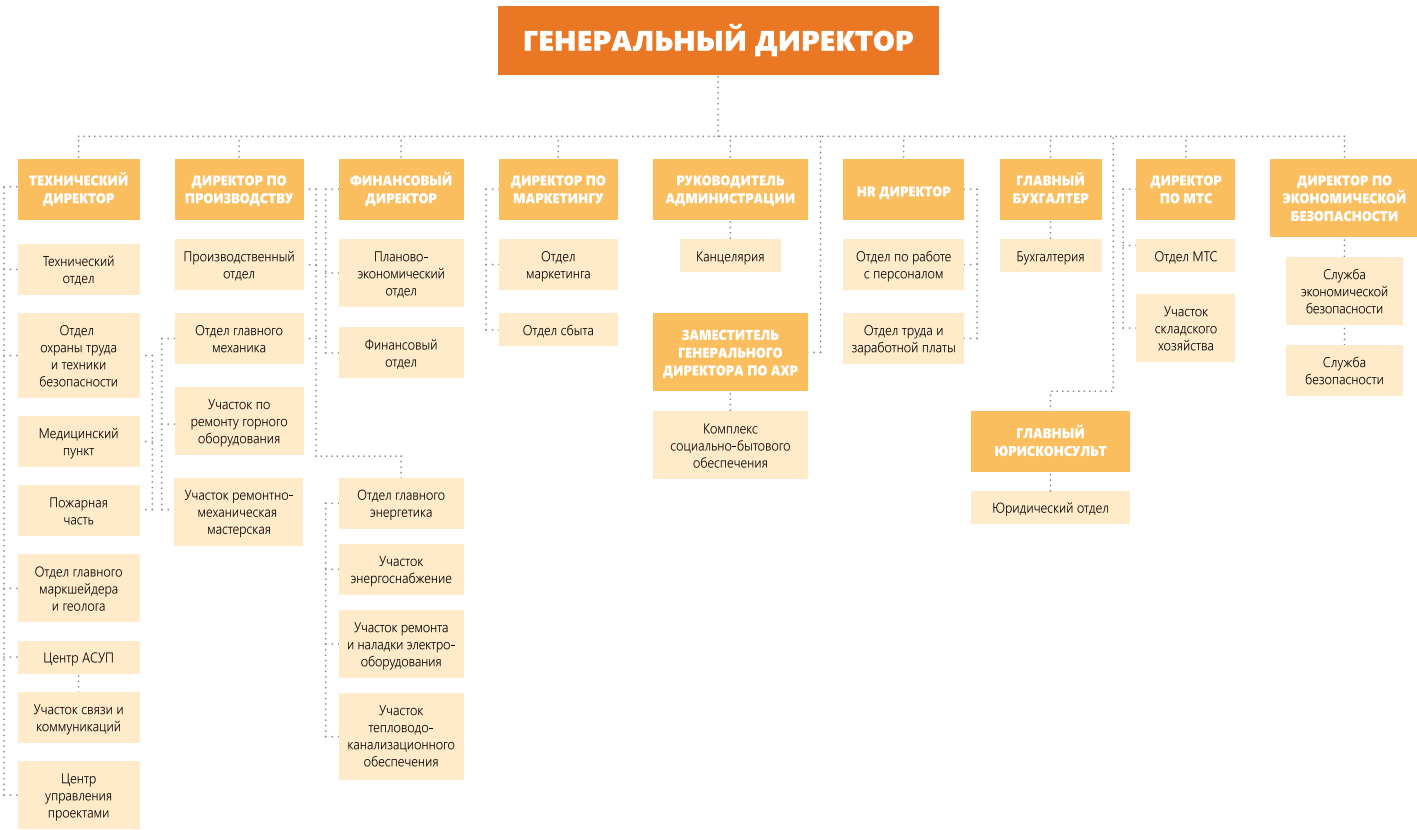 ГЕНЕРАЛЬНЫЙ ДИРЕКТОР
ТЕХНИЧЕСКИЙ
ДИРЕКТОР
Технический
отдел
Отдел
охраны труда
и техники
безопасности
Медицинский
пункт
Пожарная
часть
Отдел главного
маркшейдера
и геолога
Центр АСУП
Участок связи и
коммуникаций
Центр
управления
проектами
ДИРЕКТОР ПО
ПРОИЗВОДСТВУ
Производственный
отдел
Отдел главного
механика
Участок по
ремонту горного
оборудования
Участок ремонтно-
механическая
мастерская
ФИНАНСОВЫЙ
ДИРЕКТОР
Планово-
экономический
отдел
Финансовый
отдел
Отдел главного
энергетика
Участок
энергоснабжение
Участок ремонта
и наладки электро-
оборудования
Участок
тепловодо-
канализационного
обеспечения
ДИРЕКТОР ПО
МАРКЕТИНГУ
Отдел
маркетинга
Отдел сбыта
РУКОВОДИТЕЛЬ
АДМИНИСТРАЦИИ
Канцелярия
ЗАМЕСТИТЕЛЬ
ГЕНЕРАЛЬНОГО
ДИРЕКТОРА ПО АХР
Комплекс
социально-бытового
обеспечения
HR ДИРЕКТОР
Отдел по работе
с персоналом
Отдел труда и
заработной платы
ГЛАВНЫЙ
БУХГАЛТЕР
Бухгалтерия
ГЛАВНЫЙ
ЮРИСКОНСУЛЬТ
Юридический отдел
ДИРЕКТОР
ПО МТС
Отдел МТС
Участок
складского
хозяйства
ДИРЕКТОР ПО
ЭКОНОМИЧЕСКОЙ
БЕЗОПАСНОСТИ
Служба
экономической
безопасности
Служба
безопасности